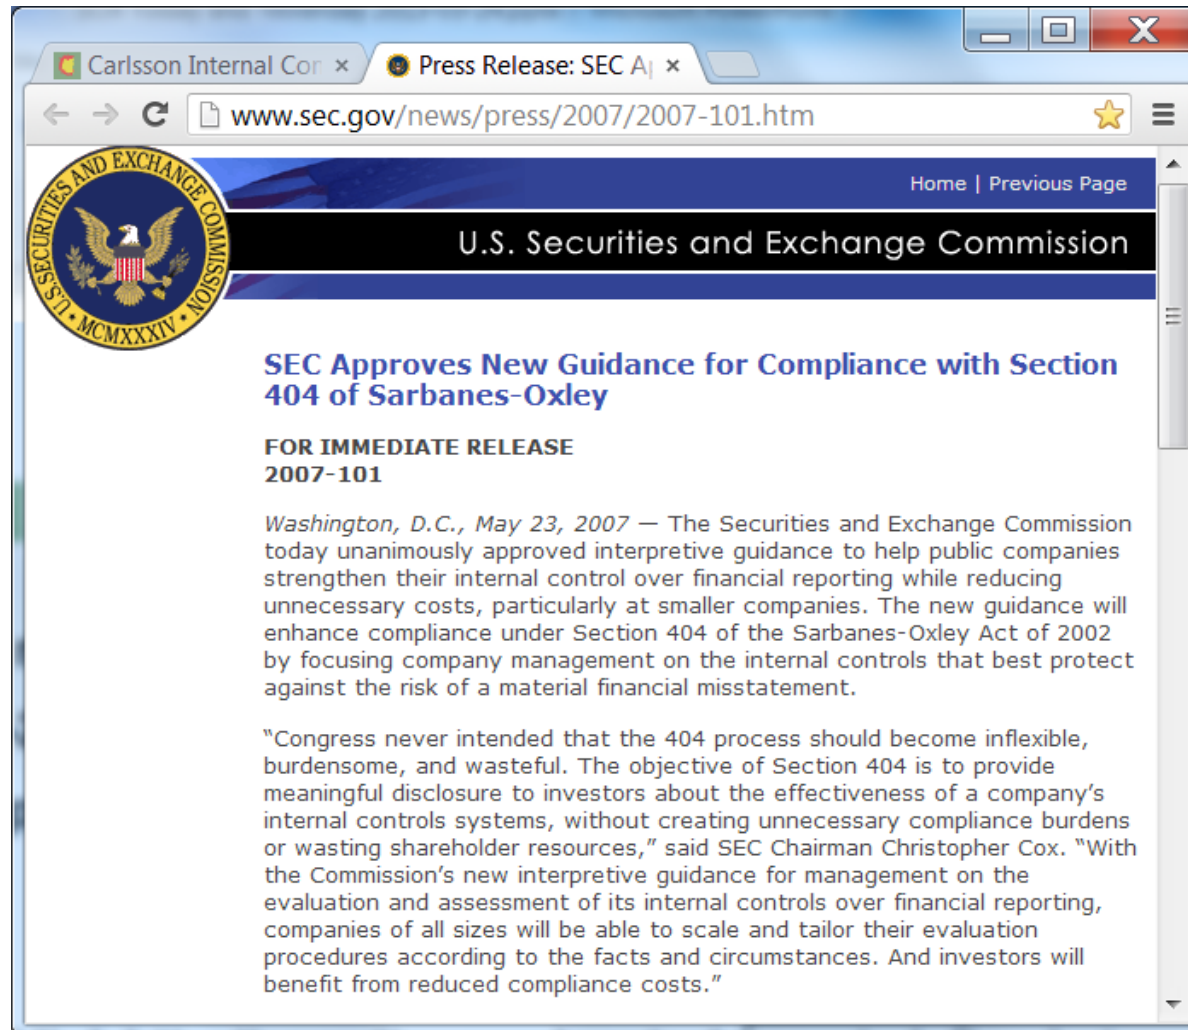 Carlsson Internal Cor
Press Release: SEC A
www.sec.gov/news/press/2007/2007-101.htm
Home | Previous Page
U.S. SECURITIES AND EXCHANGE COMMISSION
MCMXXXIV
U.S. Securities and Exchange Commission
SEC Approves New Guidance for Compliance with Section
404 of Sarbanes-Oxley
FOR IMMEDIATE RELEASE
2007-101
Washington, D.C., May 23, 2007 — The Securities and Exchange Commission
today unanimously approved interpretive guidance to help public companies
strengthen their internal control over financial reporting while reducing
unnecessary costs, particularly at smaller companies. The new guidance will
enhance compliance under Section 404 of the Sarbanes-Oxley Act of 2002
by focusing company management on the internal controls that best protect
against the risk of a material financial misstatement.
“Congress never intended that the 404 process should become inflexible,
burdensome, and wasteful. The objective of Section 404 is to provide
meaningful disclosure to investors about the effectiveness of a company’s
internal controls systems, without creating unnecessary compliance burdens
or wasting shareholder resources,” said SEC Chairman Christopher Cox. “With
the Commission’s new interpretive guidance for management on the
evaluation and assessment of its internal controls over financial reporting,
companies of all sizes will be able to scale and tailor their evaluation
procedures according to the facts and circumstances. And investors will
benefit from reduced compliance costs.”